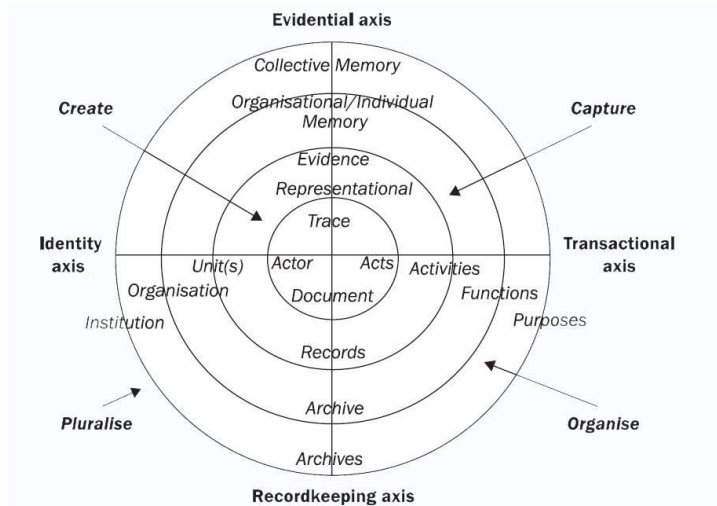 Evidential axis
Collective Memory
Create
Organisational/Individual
Memory
Capture
Evidence
Representational
Trace
Identity
axis
Transactional
axis
Unit(s)
Actor
Acts
Activities
Organisation
Document
Functions
Institution
Purposes
Records
Pluralise
Archive
Organise
Archives
Recordkeeping axis